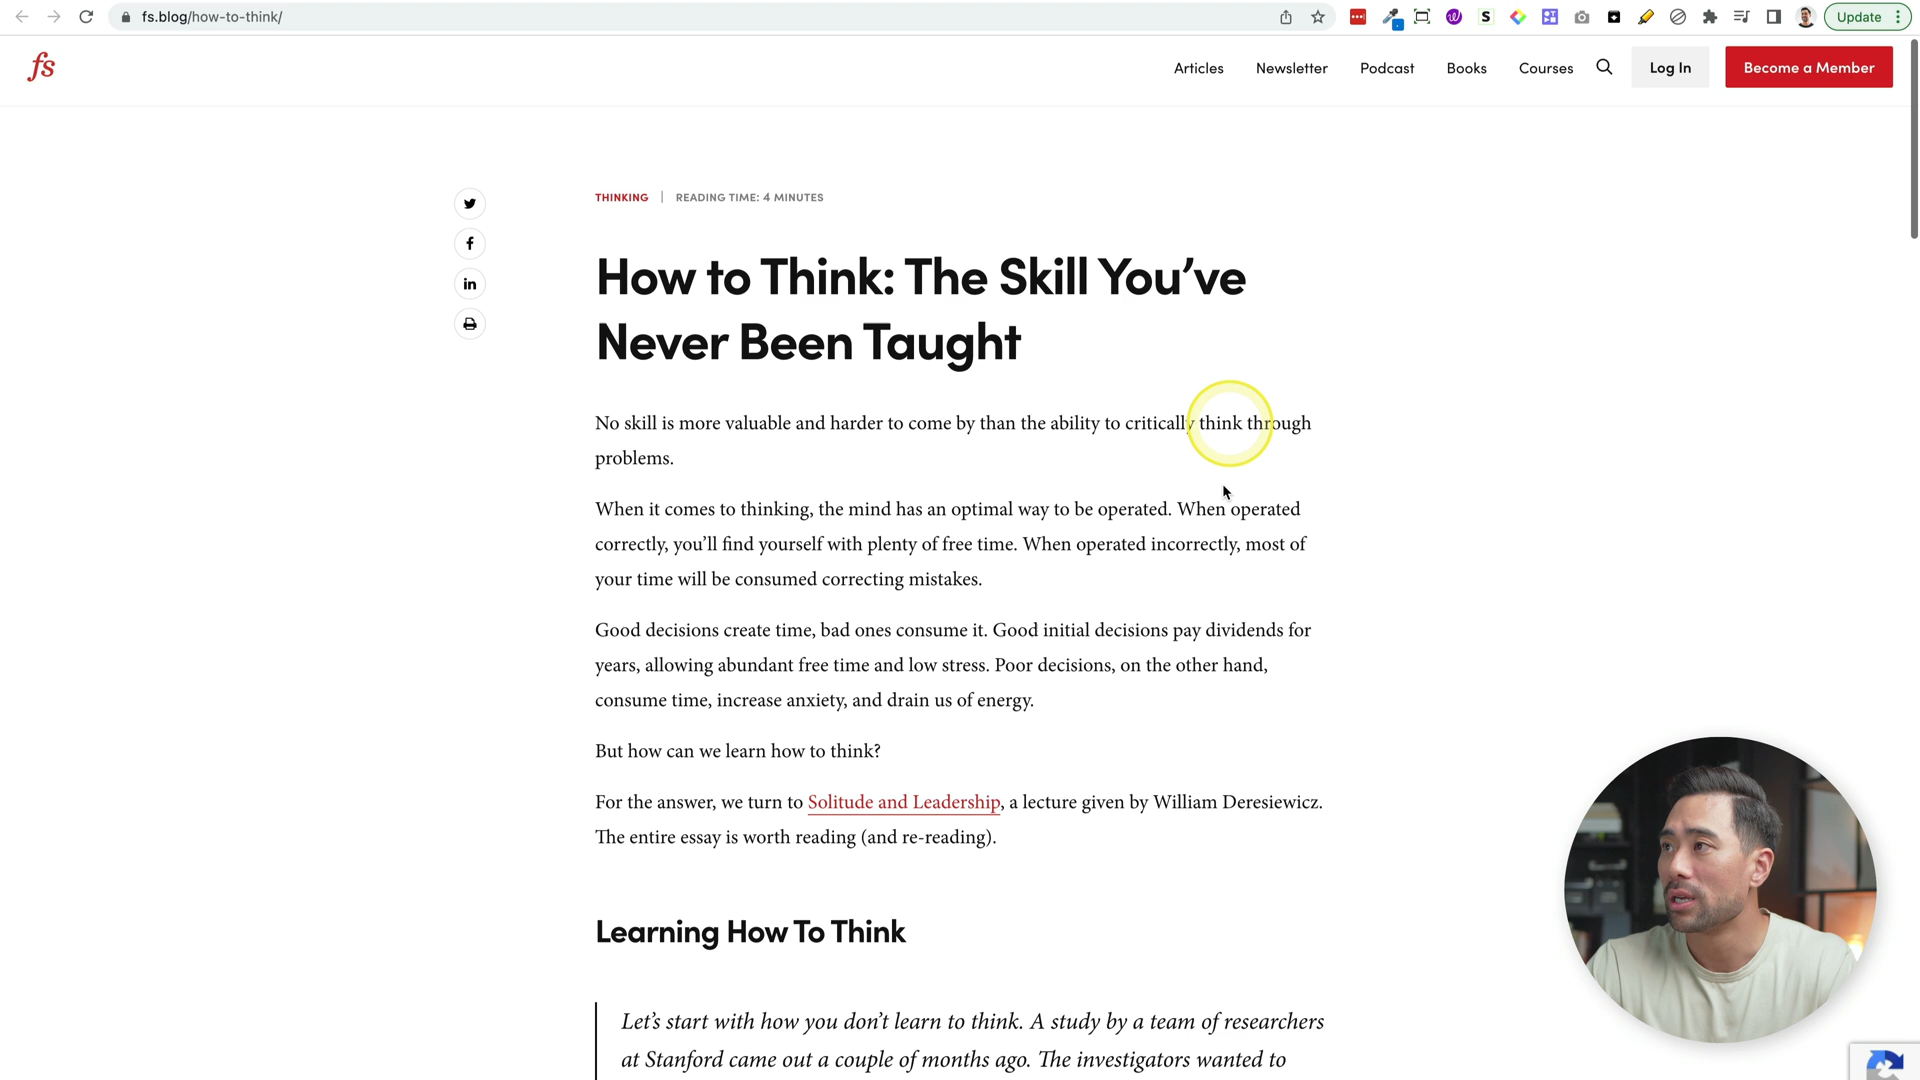 fs.blog/how-to-think/
Update
fs
Articles
Newsletter
Podcast
Books
Courses
Log In
Become a Member
THINKING | READING TIME: 4 MINUTES
How to Think: The Skill You’ve
Never Been Taught
No skill is more valuable and harder to come by than the ability to critically think through
problems.
When it comes to thinking, the mind has an optimal way to be operated. When operated
correctly, you’ll find yourself with plenty of free time. When operated incorrectly, most of
your time will be consumed correcting mistakes.
Good decisions create time, bad ones consume it. Good initial decisions pay dividends for
years, allowing abundant free time and low stress. Poor decisions, on the other hand,
consume time, increase anxiety, and drain us of energy.
But how can we learn how to think?
For the answer, we turn to Solitude and Leadership, a lecture given by William Deresiewicz.
The entire essay is worth reading (and re-reading).
Learning How To Think
Let’s start with how you don’t learn to think. A study by a team of researchers
at Stanford came out a couple of months ago. The investigators wanted to